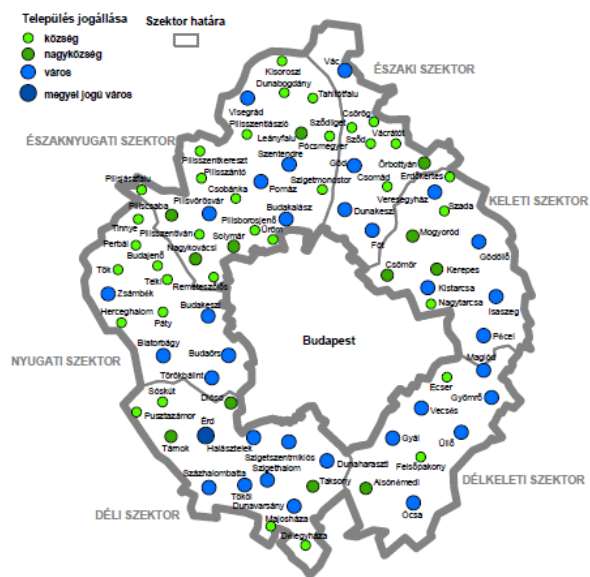 Település jogállása
Szektor határa
község
nagyközség
város
megyei jogú város
ÉSZAKI SZEKTOR
ÉSZAKNYUGATI SZEKTOR
KELETI SZEKTOR
NYUGATI SZEKTOR
DÉLI SZEKTOR
DÉLKELETI SZEKTOR
Budapest
Vác
Kisoroszi
Dunabogdány
Tahitótfalu
Visegrád
Pilisszentlászló
Leányfalu
Pócsmegyer
Sződliget
Csörög
Sződ
Vácrátót
Őrbottyán
Erdőkertes
Pilisszentkereszt
Szentendre
Göd
Pilisszántó
Csobánka
Pomáz
Szigetmonostor
Csomád
Veresegyház
Szada
Pilisjászfalu
Piliscsaba
Pilisvörösvár
Pilisborosjenő
Budakalász
Dunakeszi
Tinnye
Pilisszentiván
Solymár
Üröm
Fót
Mogyoród
Gödöllő
Perbál
Nagykovácsi
Budajenő
Tök
Telki
Remeteszőlős
Csömör
Kerepes
Zsámbék
Kistarcsa
Nagytarcsa
Isaszeg
Herceghalom
Páty
Budakeszi
Pécel
Biatorbágy
Budaörs
Maglód
Törökbálint
Ecser
Gyömrő
Sóskút
Diósd
Pusztazámor
Vecsés
Érd
Tárnok
Halásztelek
Gyál
Üllő
Szigetszentmiklós
Szigethalom
Dunaharaszti
Felsőpakony
Százhalombatta
Tököl
Taksony
Alsónémedi
Dunavarsány
Ócsa
Majosháza
Délegyháza